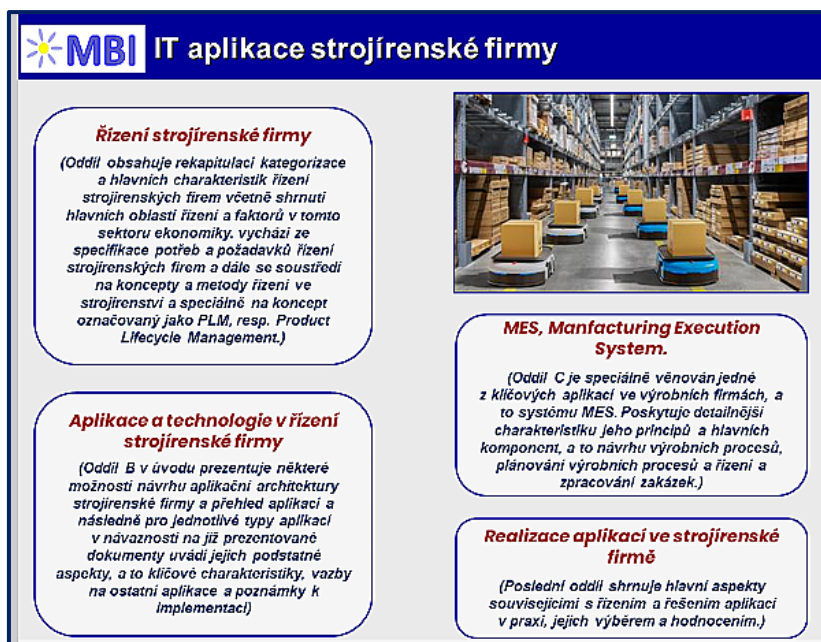 MBI IT aplikace strojírenské firmy
Řízení strojírenské firmy
(Oddíl obsahuje rekapitulaci kategorizace
a hlavních charakteristik řízení
strojírenských firem včetně shrnutí
hlavních oblastí řízení a faktorů v tomto
sektoru ekonomiky. vychází ze
specifikace potřeb a požadavků řízení
strojírenských firem a dále se soustředí
na koncepty a metody řízení ve
strojírenství a speciálně na koncept
označovaný jako PLM, resp. Product
Lifecycle Management.)
Aplikace a technologie v řízení
strojírenské firmy
(Oddíl B v úvodu prezentuje některé
možnosti návrhu aplikační architektury
strojírenské firmy a přehled aplikací a
následně pro jednotlivé typy aplikací
v návaznosti na již prezentované
dokumenty uvádí jejich podstatné
aspekty, a to klíčové charakteristiky, vazby
na ostatní aplikace a poznámky k
implementaci)
MES, Manfacturing Execution
System.
(Oddíl C je speciálně věnován jedné
z klíčových aplikací ve výrobních firmách, a
to systému MES. Poskytuje detailnější
charakteristiku jeho principů a hlavních
komponent, a to návrhu výrobních procesů,
plánování výrobních procesů a řízení a
zpracování zakázek.)
Realizace aplikací ve strojírenské
firmě
(Poslední oddíl shrnuje hlavní aspekty
souvisejícími s řízením a řešením aplikací
v praxi, jejich výběrem a hodnocením.)